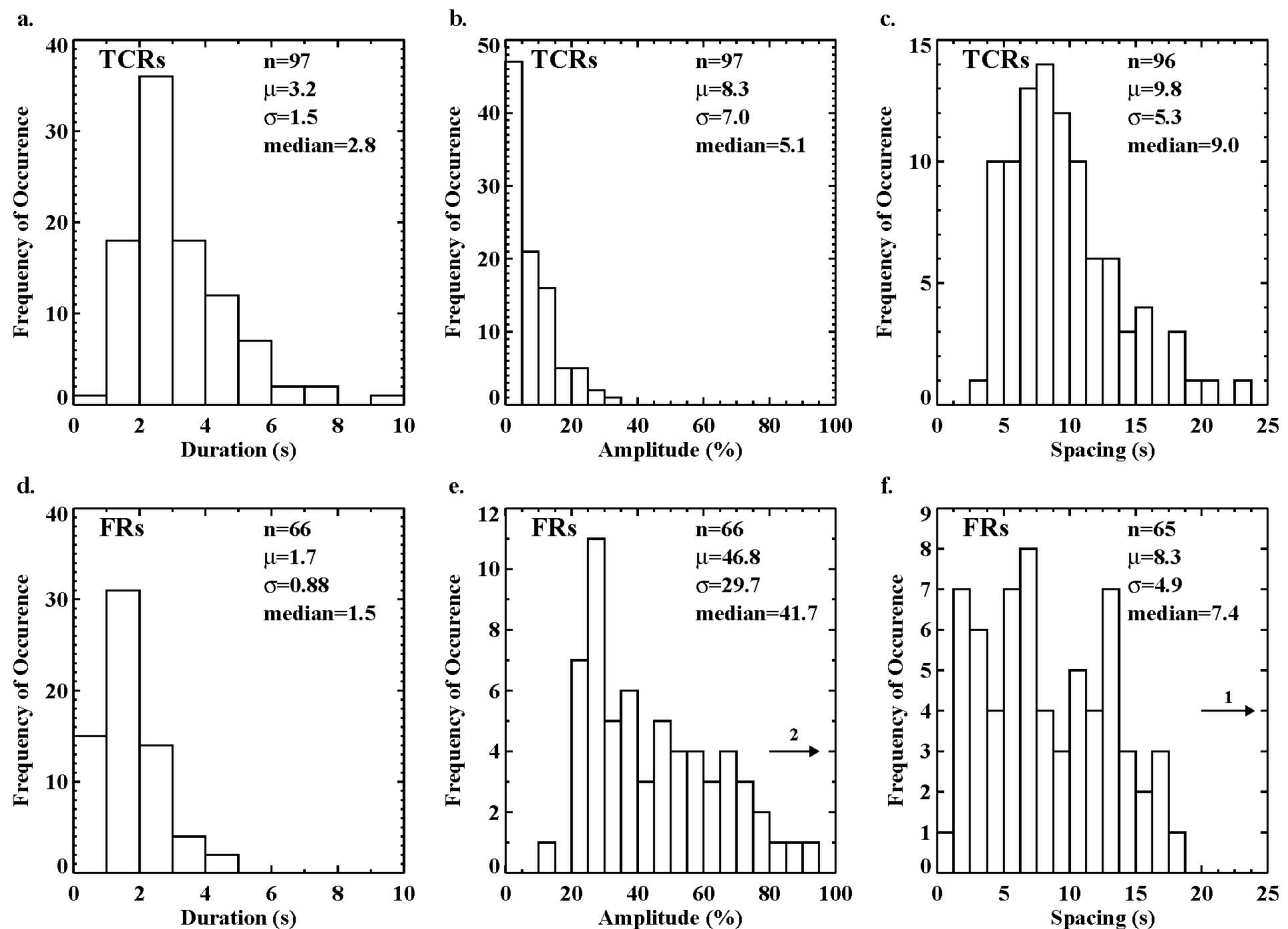 a.
TCRs
n=97
μ=3.2
σ=1.5
median=2.8
Frequency of Occurence
40
30
20
10
0
0 2 4 6 8 10
Duration (s)
b.
TCRs
n=97
μ=8.3
σ=7.0
median=5.1
Frequency of Occurence
50
40
30
20
10
0
0 20 40 60 80 100
Amplitude (%)
c.
TCRs
n=96
μ=9.8
σ=5.3
median=9.0
Frequency of Occurence
15
10
5
0
0 5 10 15 20 25
Spacing (s)
d.
FRs
n=66
μ=1.7
σ=0.88
median=1.5
Frequency of Occurence
40
30
20
10
0
0 2 4 6 8 10
Duration (s)
e.
FRs
n=66
μ=46.8
σ=29.7
median=41.7
2
Frequency of Occurence
12
10
8
6
4
2
0
0 20 40 60 80 100
Amplitude (%)
f.
FRs
n=65
μ=8.3
σ=4.9
median=7.4
1
Frequency of Occurence
9
8
7
6
5
4
3
2
1
0
0 5 10 15 20 25
Spacing (s)